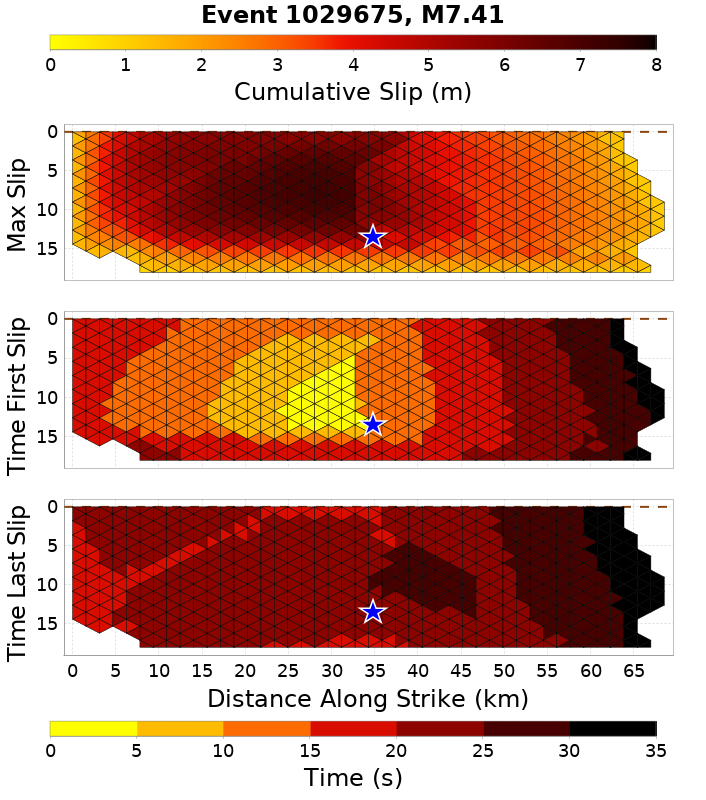 Event 1029675, M7.41
0 1 2 3 4 5 6 7 8
Cumulative Slip (m)
Max Slip
0
5
10
15
Time First Slip
0
5
10
15
Time Last Slip
0
5
10
15
0 5 10 15 20 25 30 35 40 45 50 55 60 65
Distance Along Strike (km)
0 5 10 15 20 25 30 35
Time (s)